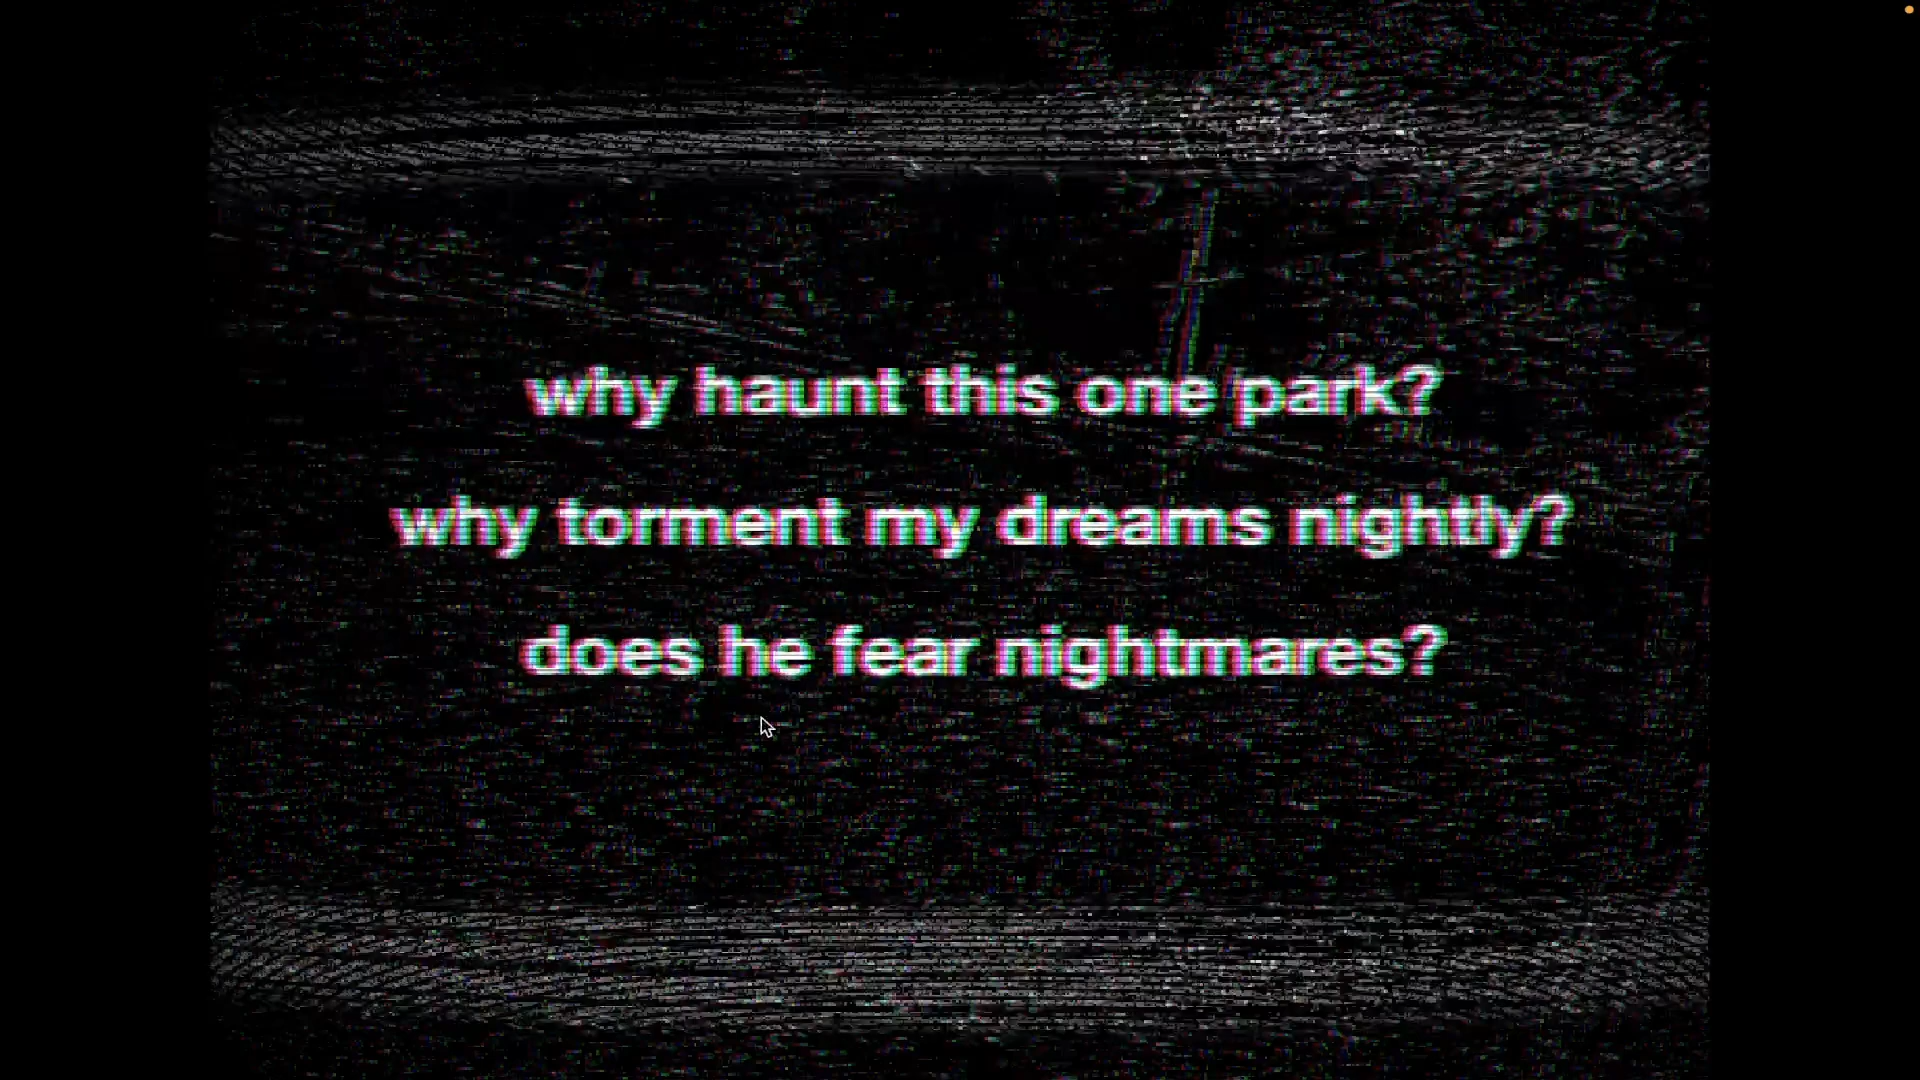 why haunt this one park?
why torment my dreams nightly?
does he fear nightmares?